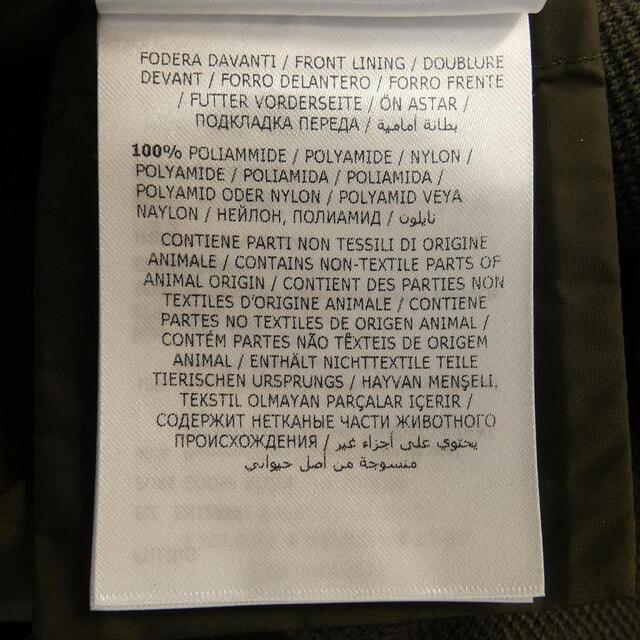 FODERA DAVANTI / FRONT LINING / DOUBLURE
DEVANT / FORRO DELANTERO / FORRO FRENTE
/ FUTTER VORDERSEITE / ÖN ASTAR /
ПОДКЛАДКА ПЕРЕДА / بطانة أمامية
100% POLIAMMIDE / POLYAMIDE / NYLON /
POLYAMIDE / POLIAMIDA / POLIAMIDA /
POLYAMID ODER NYLON / POLYAMID VEYA
NAYLON / НЕЙЛОН, ПОЛИАМИД / نايلون
CONTIENE PARTI NON TESSILI DI ORIGINE
ANIMALE / CONTAINS NON-TEXTILE PARTS OF
ANIMAL ORIGIN / CONTIENT DES PARTIES NON
TEXTILES D'ORIGINE ANIMALE / CONTIENE
PARTES NO TEXTILES DE ORIGEN ANIMAL /
CONTÉM PARTES NÃO TÊXTEIS DE ORIGEM
ANIMAL / ENTHÄLT NICHTTEXTILE TEILE
TIERISCHEN URSPRUNGS / HAYVAN MENŞELİ,
TEKSTIL OLMAYAN PARÇALAR IÇERIR /
СОДЕРЖИТ НЕТКАНЫЕ ЧАСТИ ЖИВОТНОГО
ПРОИСХОЖДЕНИЯ / يحتوي على أجزاء غير
منسوجة من أصل حيواني